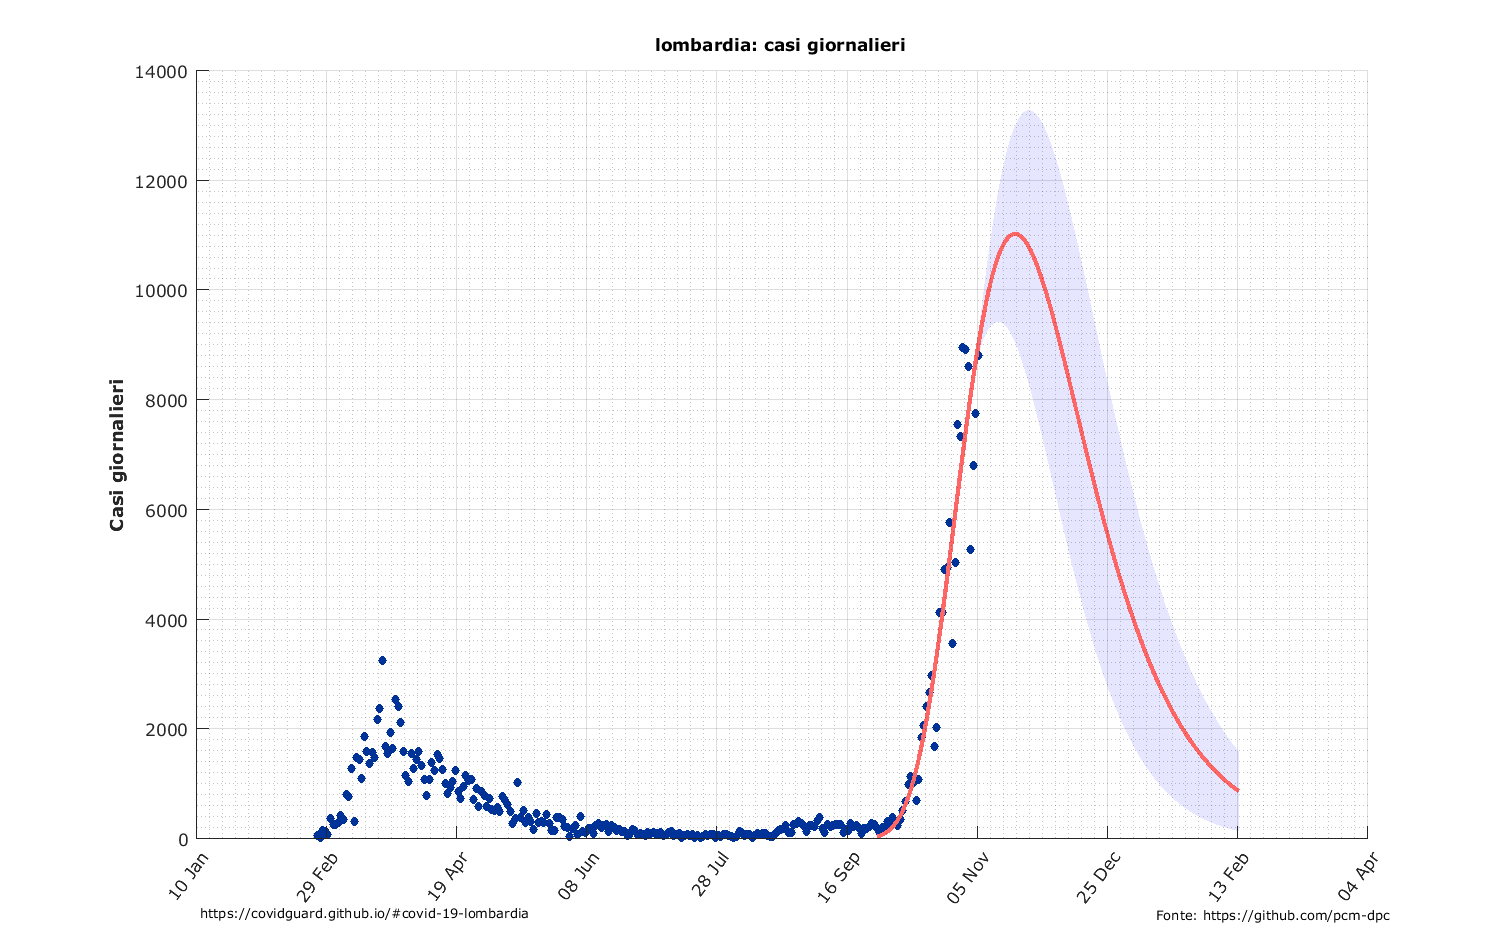 lombardia: casi giornalieri
14000
12000
10000
8000
6000
4000
2000
0
Casi giornalieri
10 Jan
29 Feb
19 Apr
08 Jun
28 Jul
16 Sep
05 Nov
25 Dec
13 Feb
04 Apr
https://covidguard.github.io/#covid-19-lombardia
Fonte: https://github.com/pcm-dpc